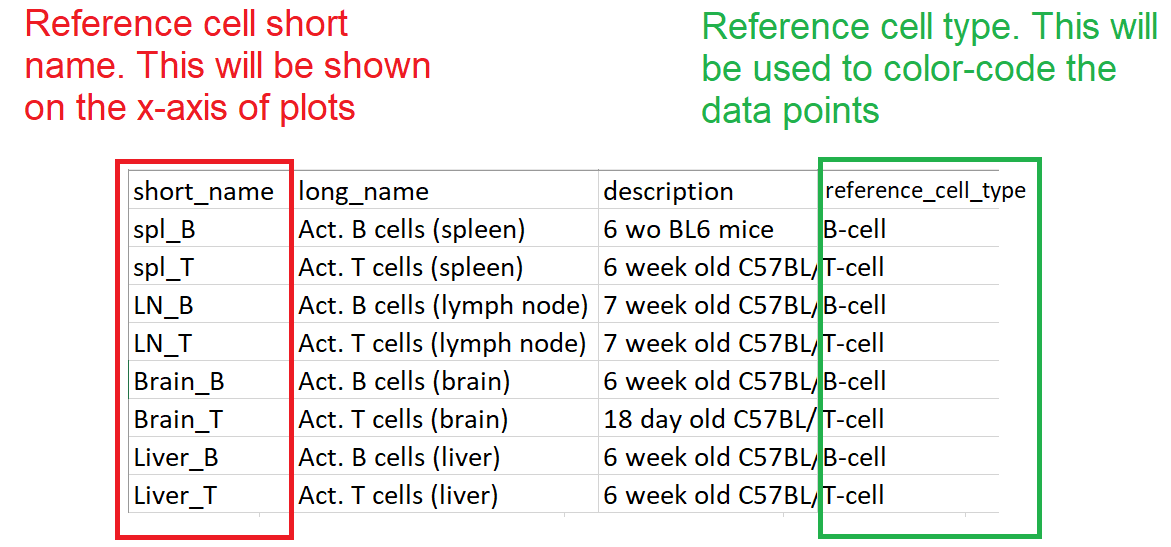 Reference cell short
name. This will be shown
on the x-axis of plots
Reference cell type. This will
be used to color-code the
data points
short_name long_name description reference_cell_type
spl_B Act. B cells (spleen) 6 wo BL6 mice B-cell
spl_T Act. T cells (spleen) 6 week old C57BL/ T-cell
LN_B Act. B cells (lymph node) 7 week old C57BL/ B-cell
LN_T Act. T cells (lymph node) 7 week old C57BL/ T-cell
Brain_B Act. B cells (brain) 6 week old C57BL/ B-cell
Brain_T Act. T cells (brain) 18 day old C57BL/ T-cell
Liver_B Act. B cells (liver) 6 week old C57BL/ B-cell
Liver_T Act. T cells (liver) 6 week old C57BL/ T-cell